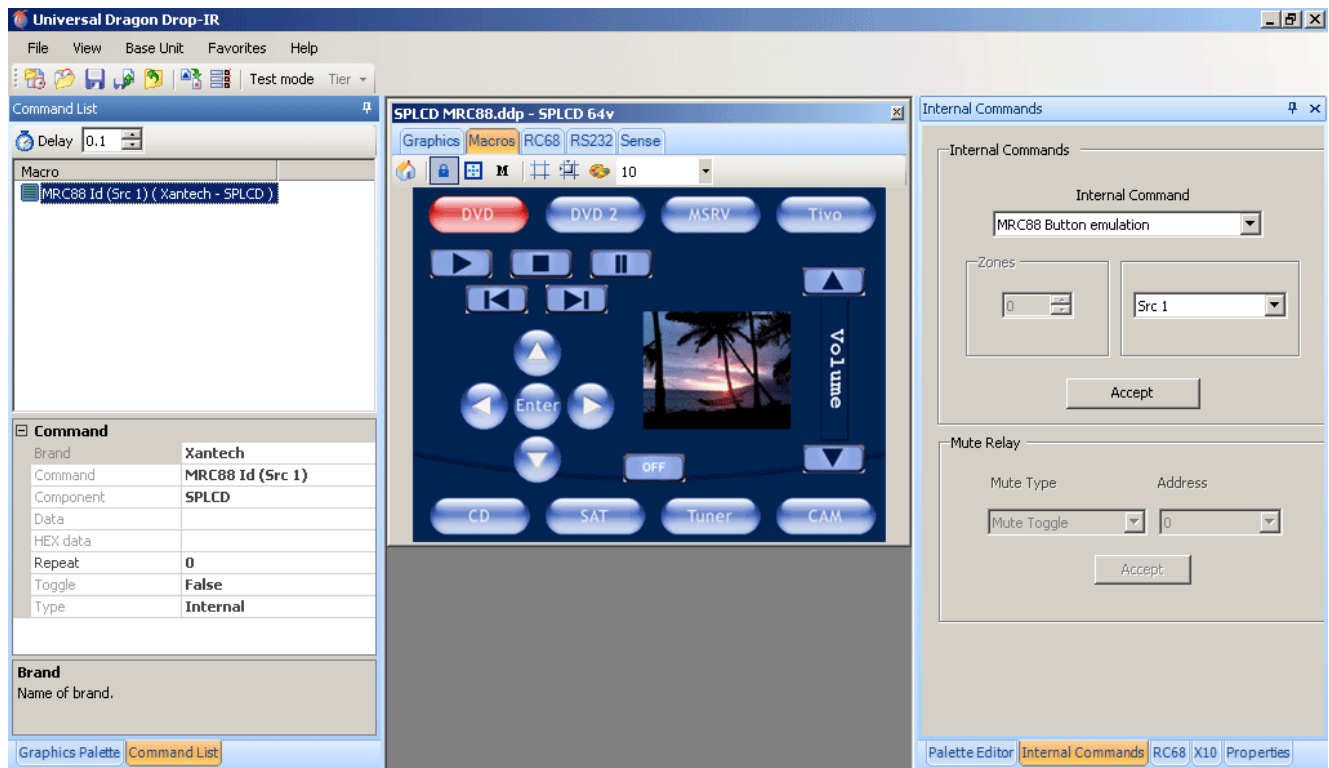 Universal Dragon Drop-IR
File View Base Unit Favorites Help
Test mode Tier
Command List
Delay 0.1
Macro
MRC88 Id (Src 1) ( Xantech - SPLCD )
Command
Brand Xantech
Command MRC88 Id (Src 1)
Component SPLCD
Data
HEX data
Repeat 0
Toggle False
Type Internal
Brand
Name of brand.
Graphics Palette Command List
SPLCD MRC88.ddp - SPLCD 64v
Graphics Macros RC68 RS232 Sense
M 10
DVD DVD 2 MSRV Tivo
Volume
Enter
OFF
CD SAT Tuner CAM
Internal Commands
Internal Commands
Internal Command
MRC88 Button emulation
Zones
0 Src 1
Accept
Mute Relay
Mute Type Address
Mute Toggle 0
Accept
Palette Editor Internal Commands RC68 X10 Properties